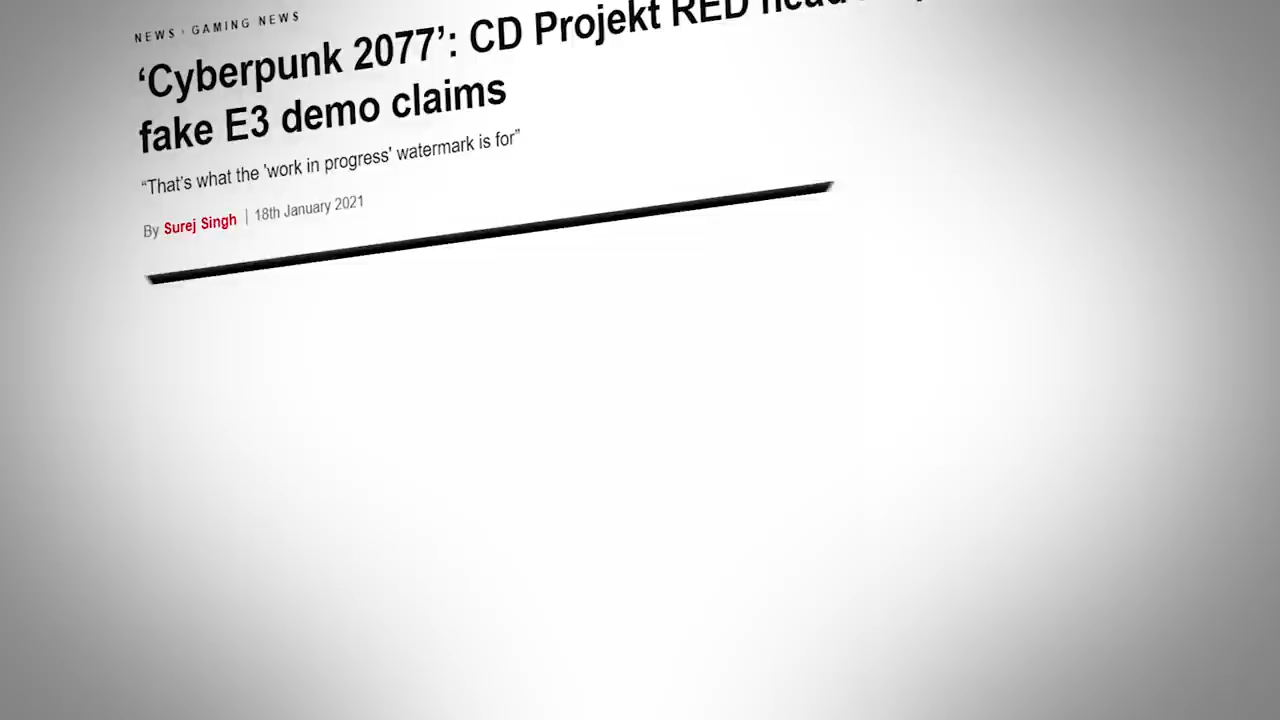 NEWS › GAMING NEWS
‘Cyberpunk 2077’: CD Projekt RED head
fake E3 demo claims
“That’s what the 'work in progress' watermark is for”
By Surej Singh | 18th January 2021